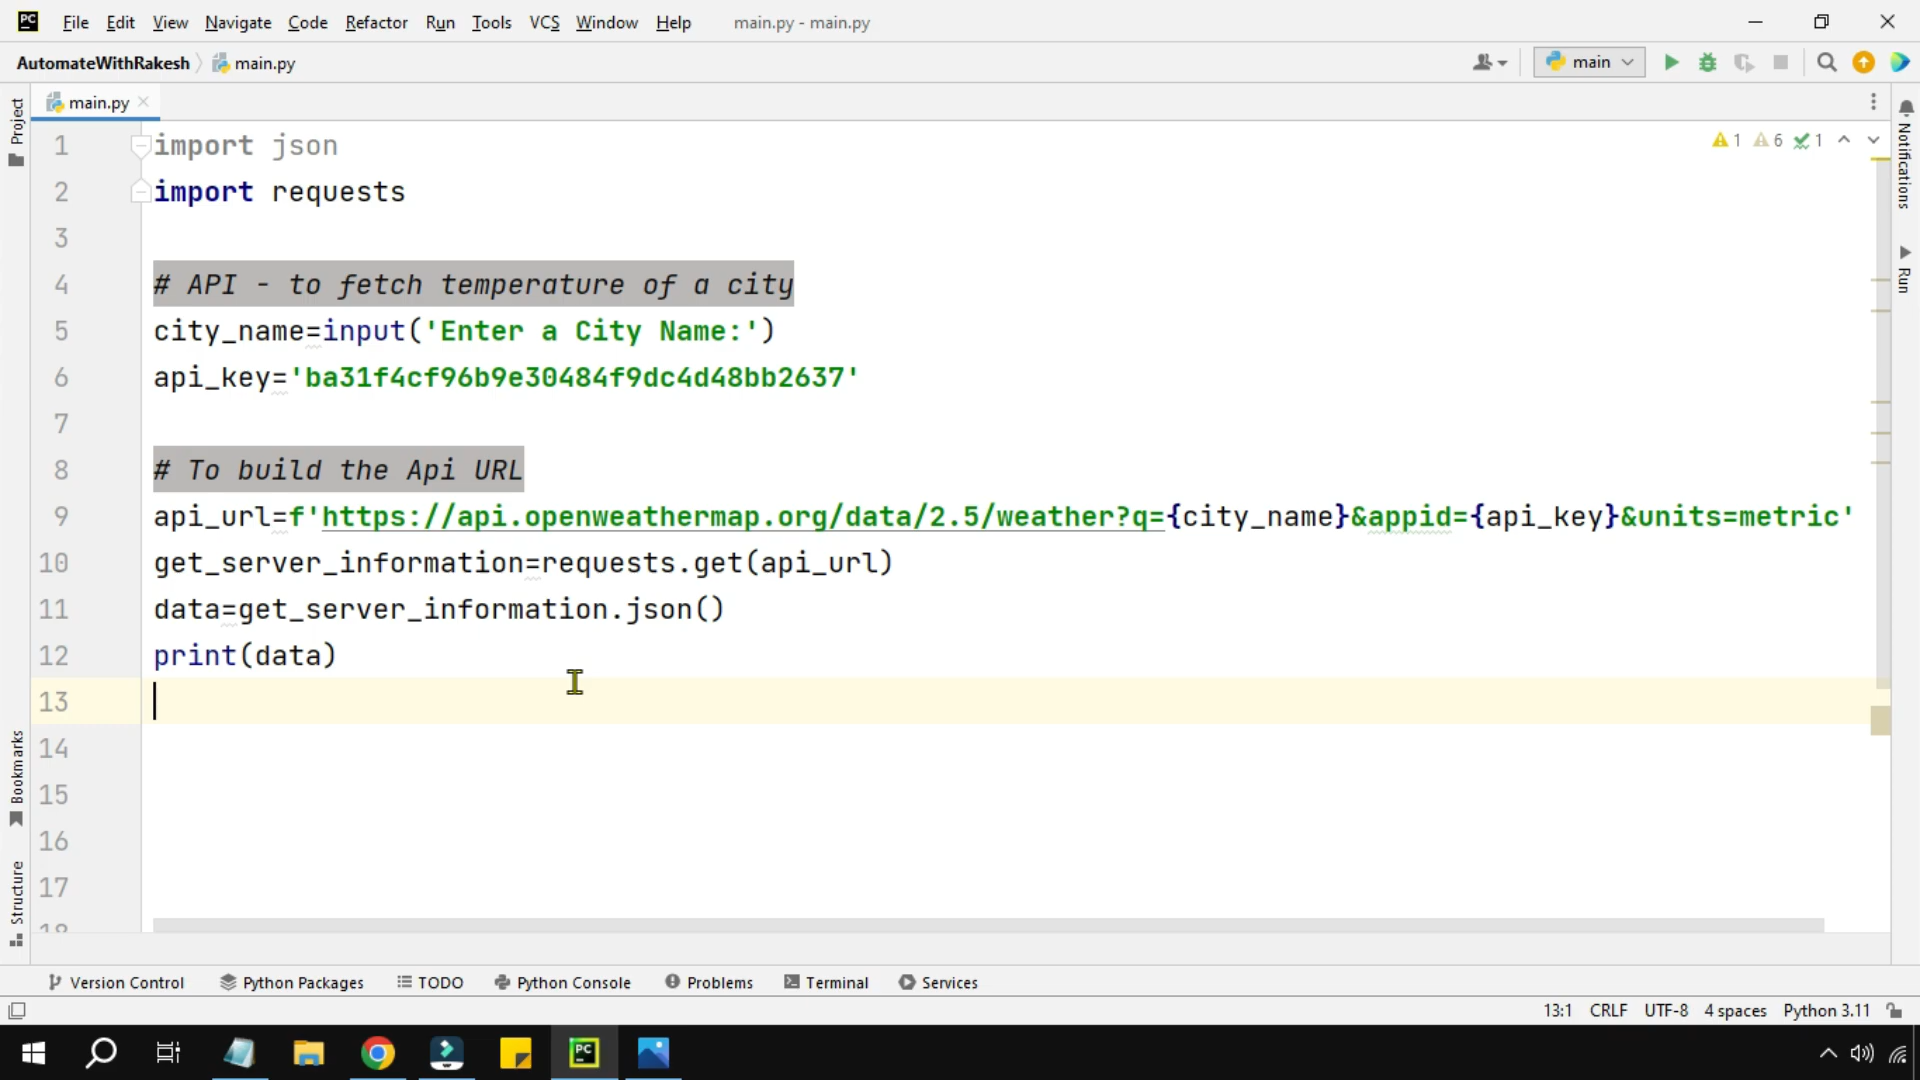 PC File Edit View Navigate Code Refactor Run Tools VCS Window Help main.py - main.py
AutomateWithRakesh main.py main
main.py
Project
Notifications
Run
Bookmarks
Structure
1 6 1
1 import json
2 import requests
3
4 # API - to fetch temperature of a city
5 city_name=input('Enter a City Name:')
6 api_key='ba31f4cf96b9e30484f9dc4d48bb2637'
7
8 # To build the Api URL
9 api_url=f'https://api.openweathermap.org/data/2.5/weather?q={city_name}&appid={api_key}&units=metric'
10 get_server_information=requests.get(api_url)
11 data=get_server_information.json()
12 print(data)
13
14
15
16
17
18
Version Control Python Packages TODO Python Console Problems Terminal Services
13:1 CRLF UTF-8 4 spaces Python 3.11
PC